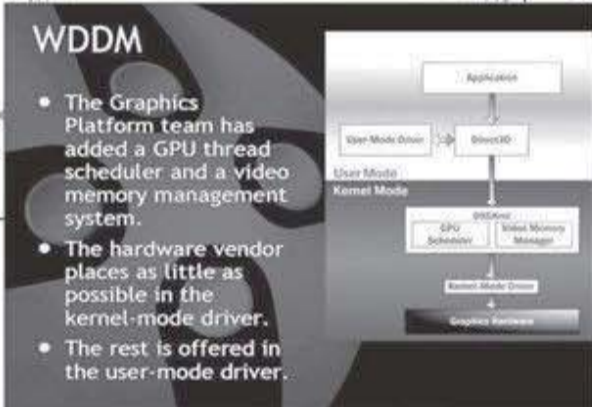 WDDM
• The Graphics
Platform team has
added a GPU thread
scheduler and a video
memory management
system.
• The hardware vendor
places as little as
possible in the
kernel-mode driver.
• The rest is offered in
the user-mode driver.
Application
User-Mode Driver
Direct3D
User Mode
Kernel Mode
DXGKrnl
GPU
Scheduler
Video Memory
Manager
Kernel-Mode Driver
Graphics Hardware